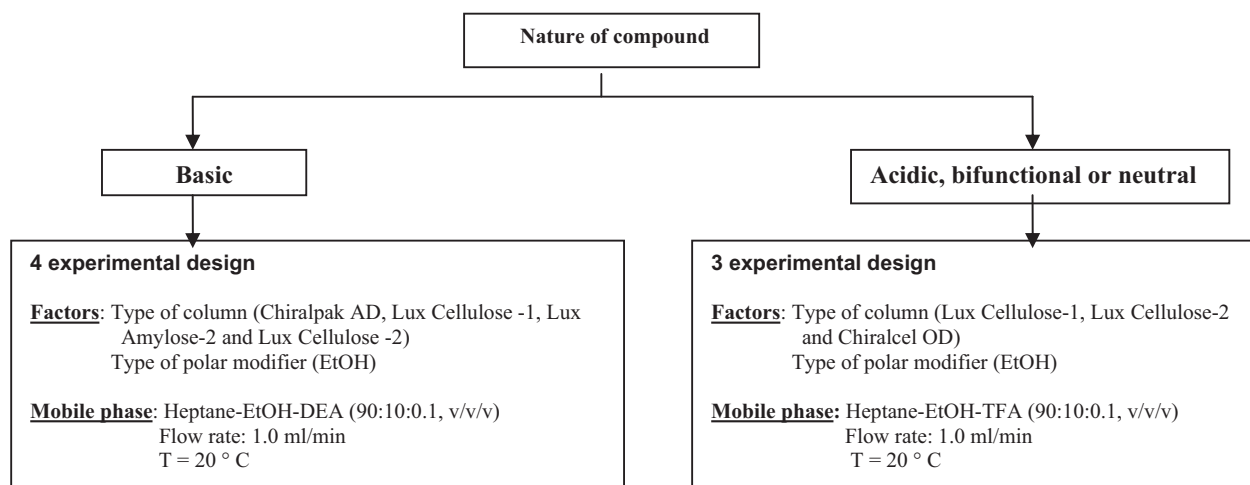 Nature of compound
Basic
Acidic, bifunctional or neutral
4 experimental design
Factors: Type of column (Chiralpak AD, Lux Cellulose -1, Lux
Amylose-2 and Lux Cellulose -2)
Type of polar modifier (EtOH)
Mobile phase: Heptane-EtOH-DEA (90:10:0.1, v/v/v)
Flow rate: 1.0 ml/min
T = 20 ° C
3 experimental design
Factors: Type of column (Lux Cellulose-1, Lux Cellulose-2
and Chiralcel OD)
Type of polar modifier (EtOH)
Mobile phase: Heptane-EtOH-TFA (90:10:0.1, v/v/v)
Flow rate: 1.0 ml/min
T = 20 ° C